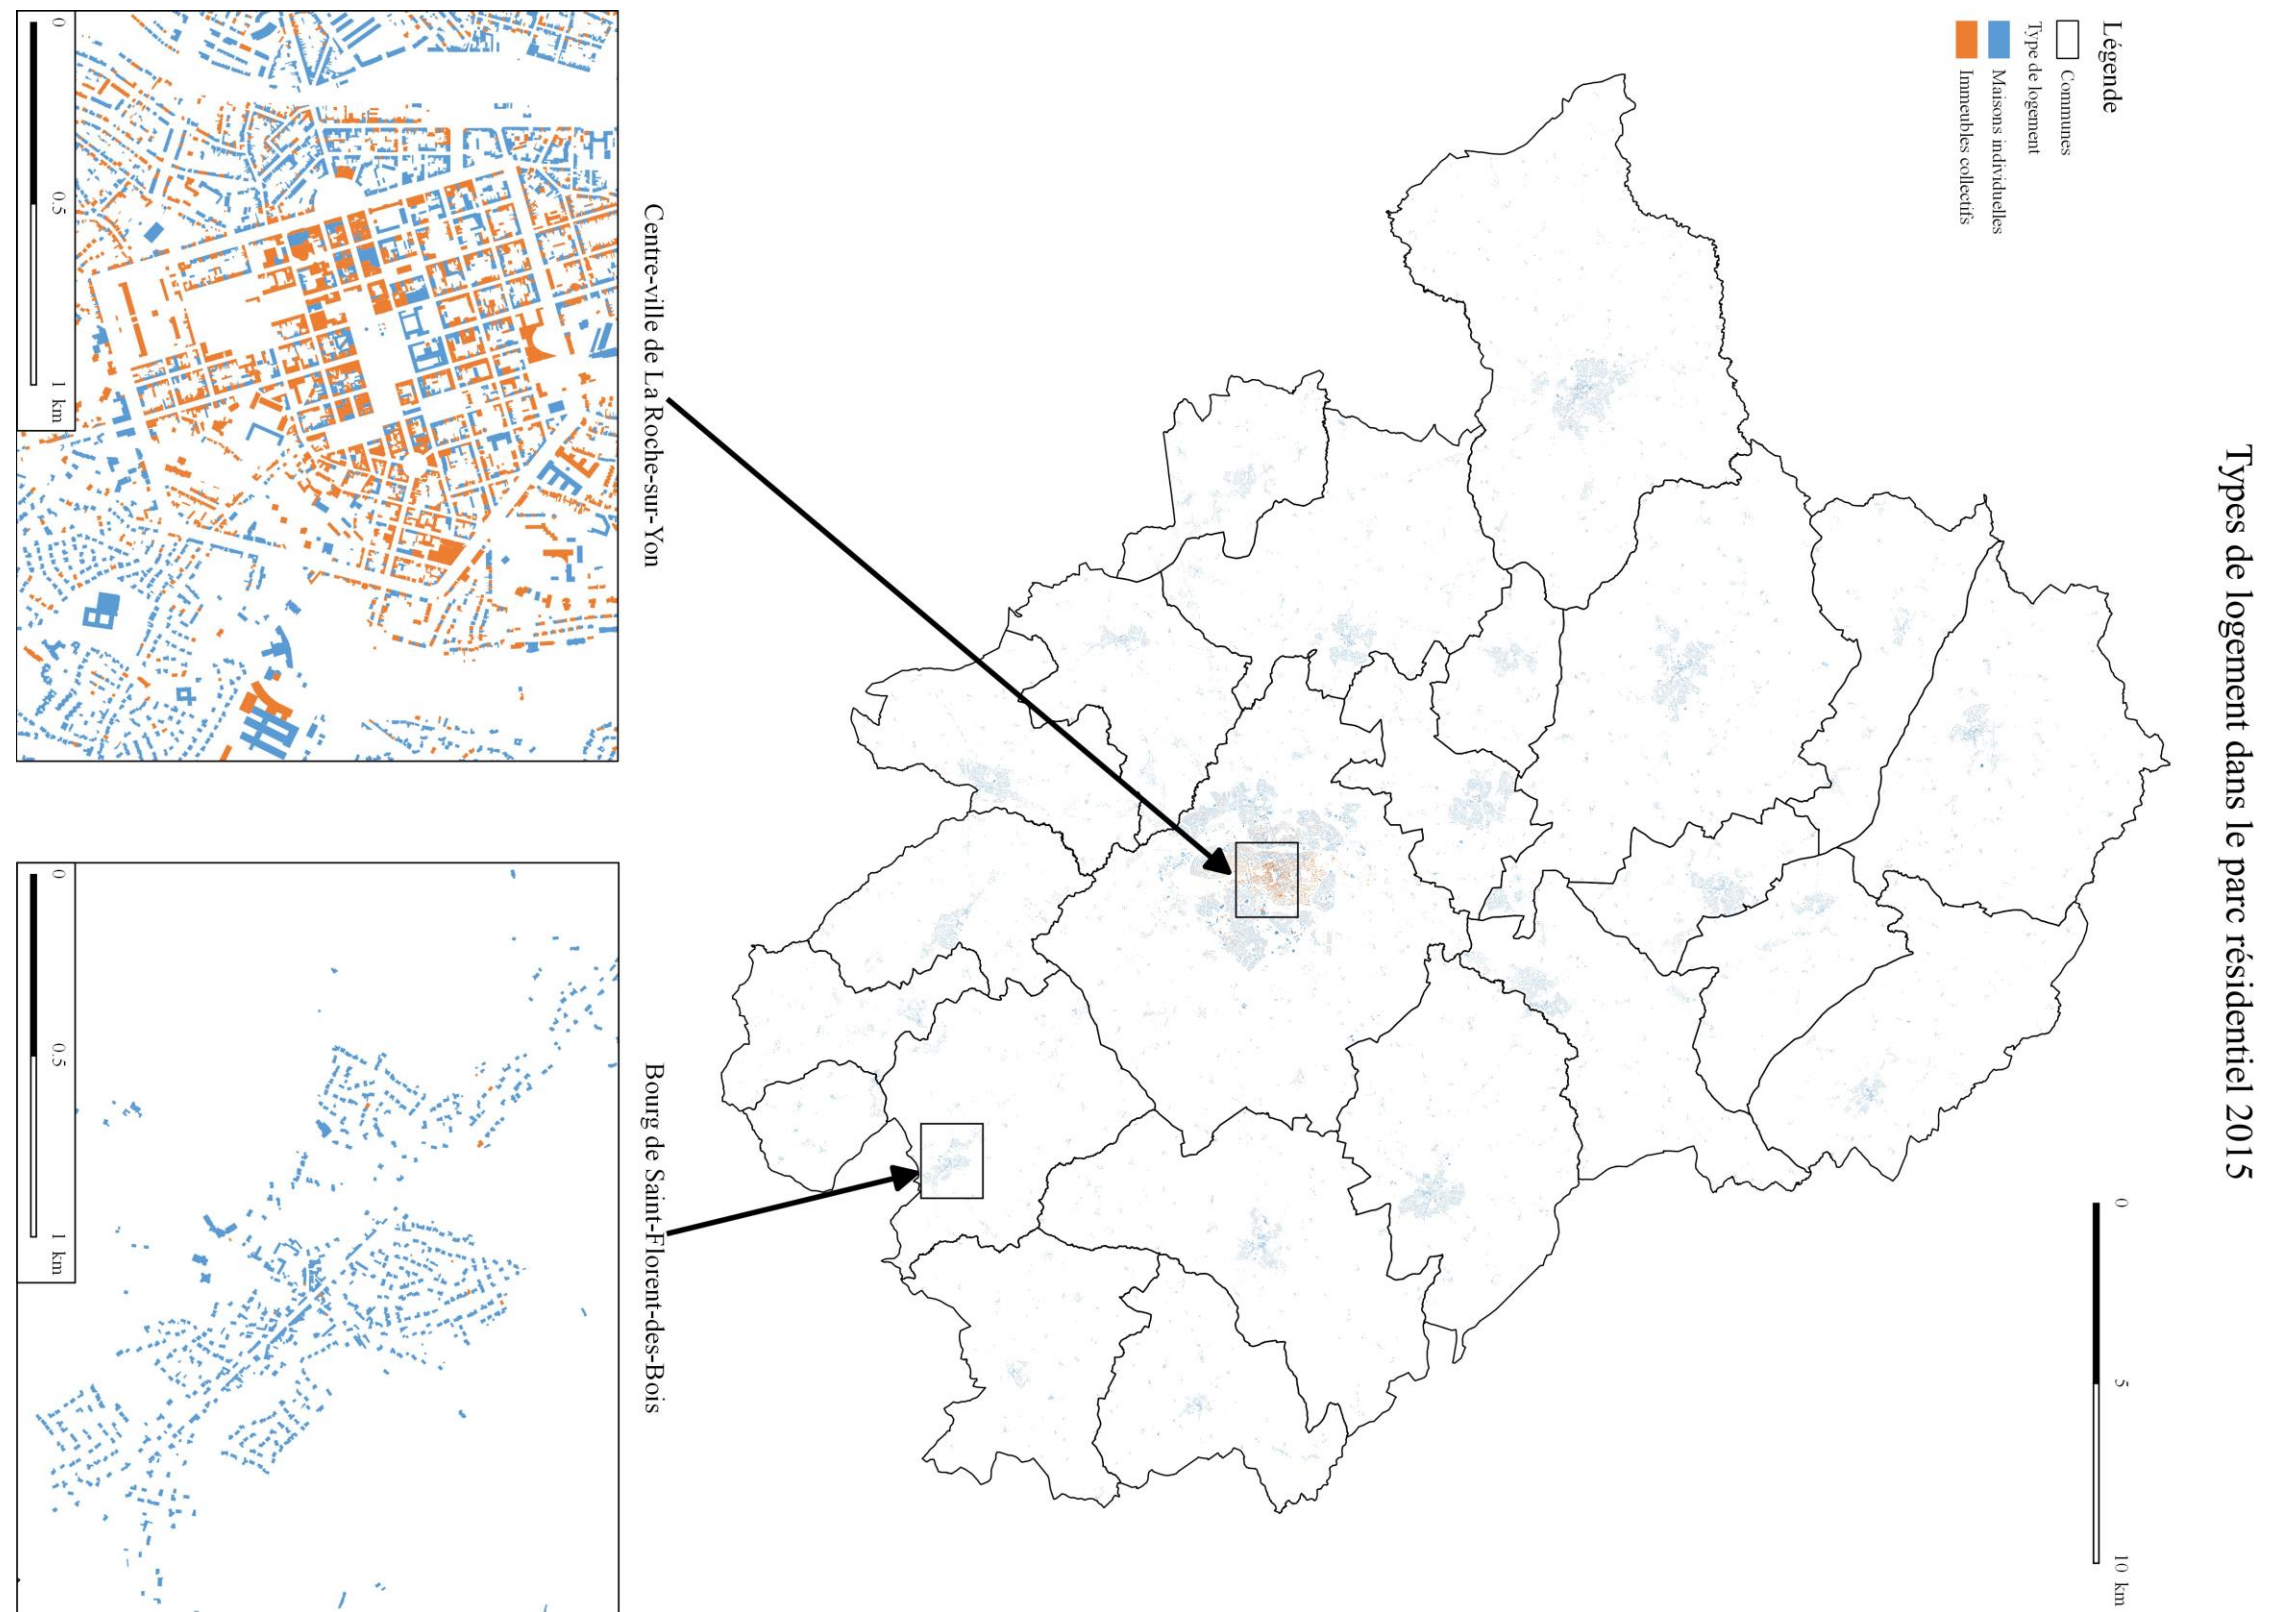 Types de logement dans le parc résidentiel 2015
Légende
Communes
Type de logement
Maisons individuelles
Immeubles collectifs
0 5 10 km
Centre-ville de La Roche-sur-Yon
Bourg de Saint-Florent-des-Bois
0 0.5 1 km
0 0.5 1 km